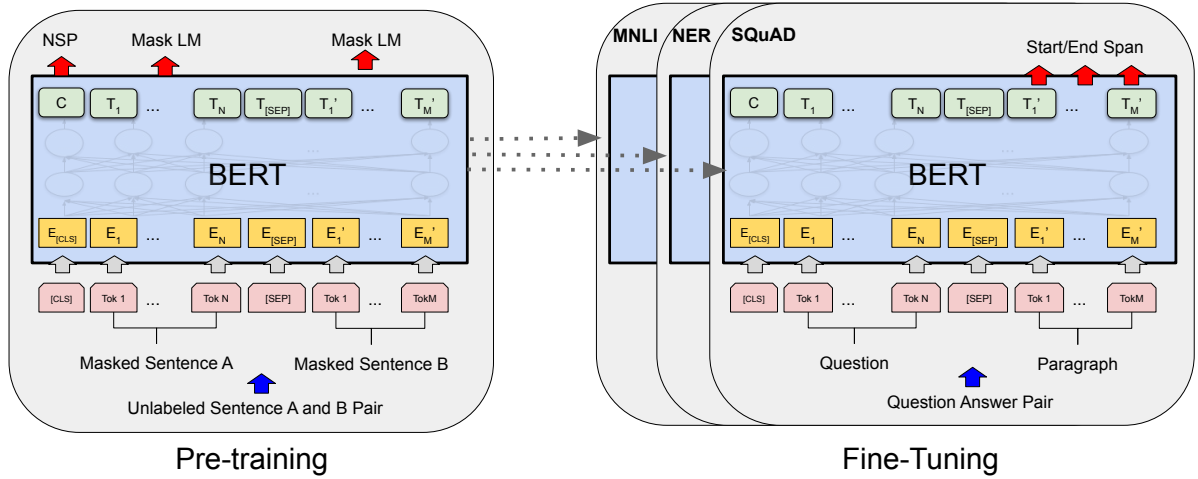 NSP Mask LM Mask LM
C T1 ... TN T[SEP] T1' ... TM'
...
BERT
...
E[CLS] E1 ... EN E[SEP] E1' ... EM'
[CLS] Tok 1 ... Tok N [SEP] Tok 1 ... TokM
Masked Sentence A Masked Sentence B
Unlabeled Sentence A and B Pair
Pre-training
MNLI NER SQuAD
Start/End Span
C T1 ... TN T[SEP] T1' ... TM'
...
BERT
...
E[CLS] E1 ... EN E[SEP] E1' ... EM'
[CLS] Tok 1 ... Tok N [SEP] Tok 1 ... TokM
Question Paragraph
Question Answer Pair
Fine-Tuning